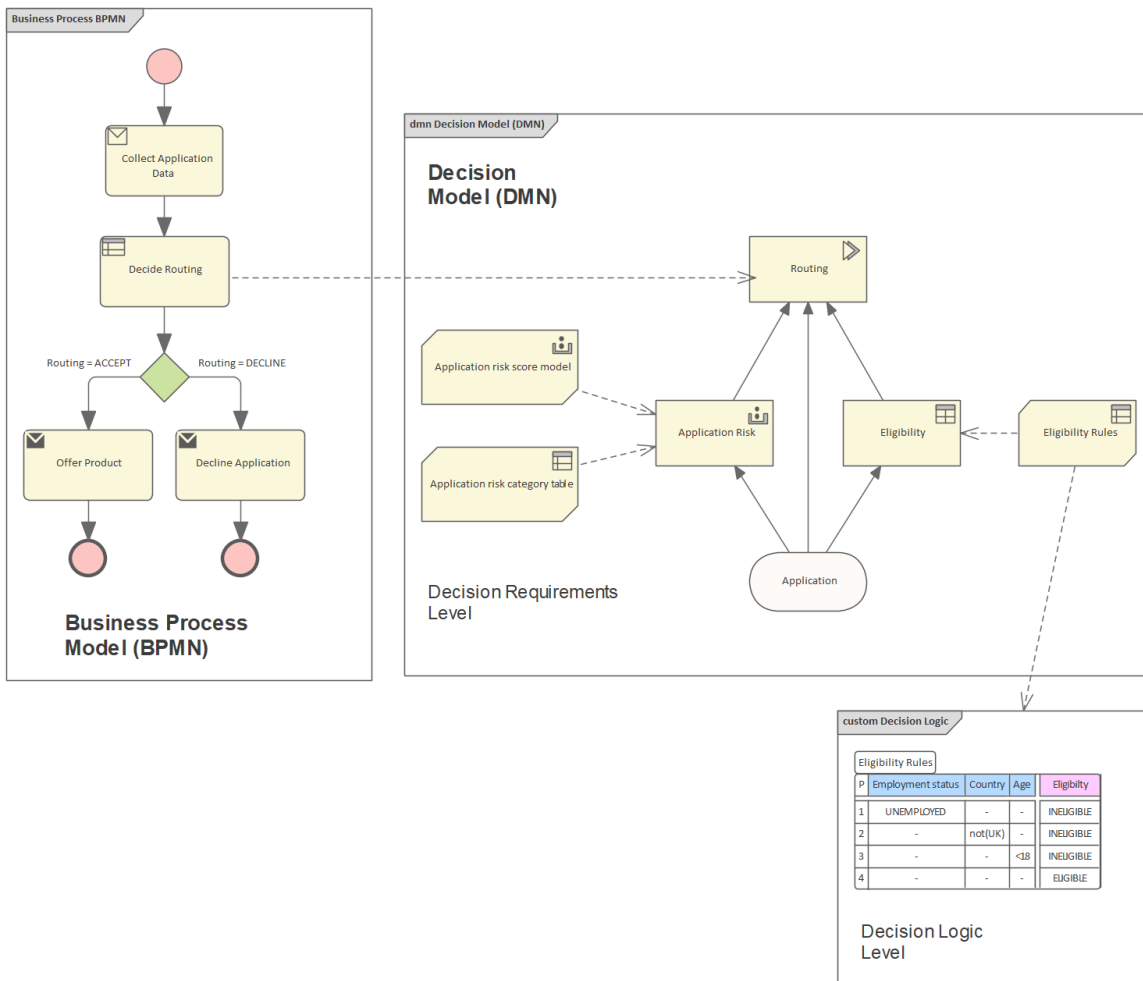 Business Process BPMN
Collect Application
Data
Decide Routing
Routing = ACCEPT
Routing = DECLINE
Offer Product
Decline Application
Business Process
Model (BPMN)
dmn Decision Model (DMN)
Decision
Model (DMN)
Routing
Application risk score model
Application Risk
Eligibility
Eligibility Rules
Application risk category table
Application
Decision Requirements
Level
custom Decision Logic
Eligibility Rules
P Employment status Country Age Eligibilty
1 UNEMPLOYED - - INELIGIBLE
2 - not(UK) - INELIGIBLE
3 - - <18 INELIGIBLE
4 - - - ELIGIBLE
Decision Logic
Level